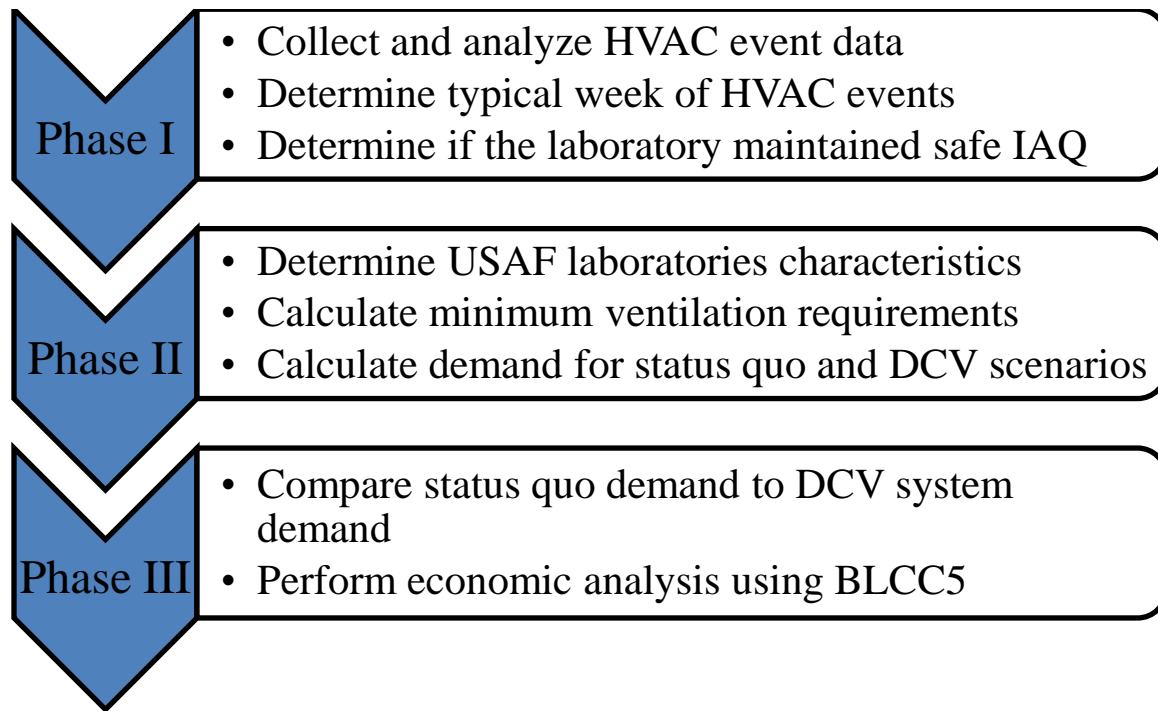 Phase I
• Collect and analyze HVAC event data
• Determine typical week of HVAC events
• Determine if the laboratory maintained safe IAQ
Phase II
• Determine USAF laboratories characteristics
• Calculate minimum ventilation requirements
• Calculate demand for status quo and DCV scenarios
Phase III
• Compare status quo demand to DCV system
demand
• Perform economic analysis using BLCC5